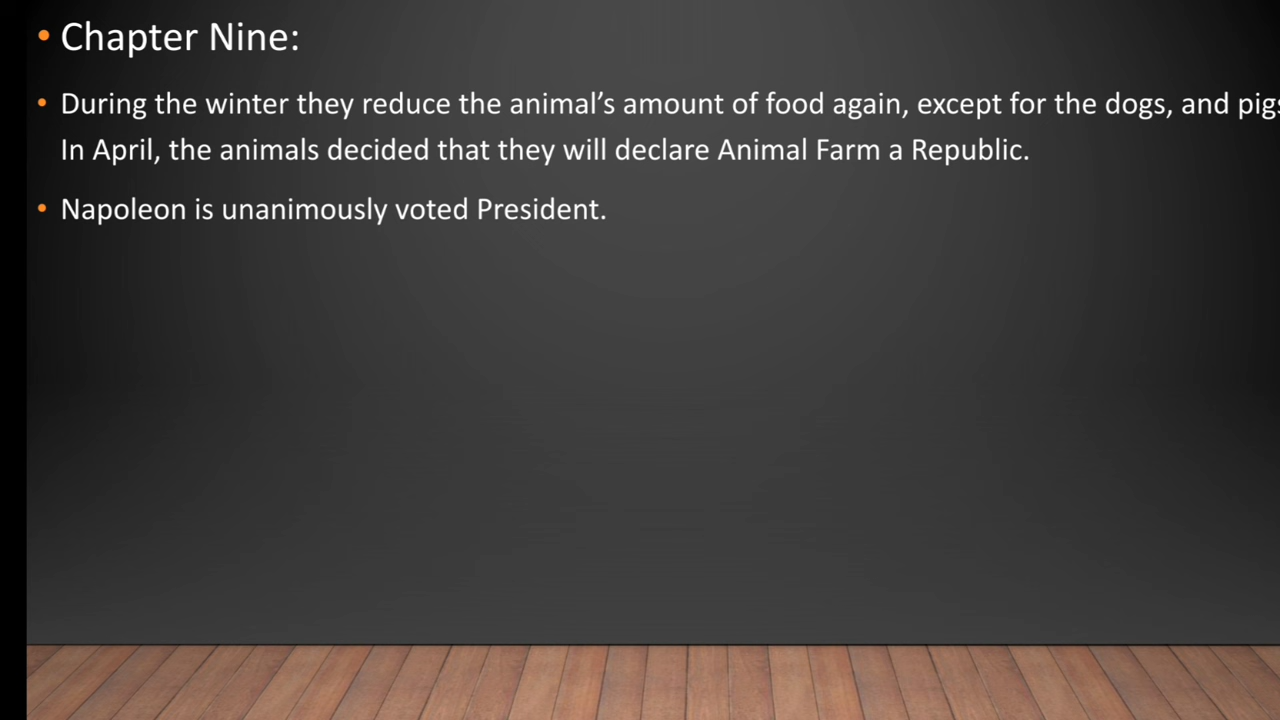 • Chapter Nine:
• During the winter they reduce the animal’s amount of food again, except for the dogs, and pigs
In April, the animals decided that they will declare Animal Farm a Republic.
• Napoleon is unanimously voted President.